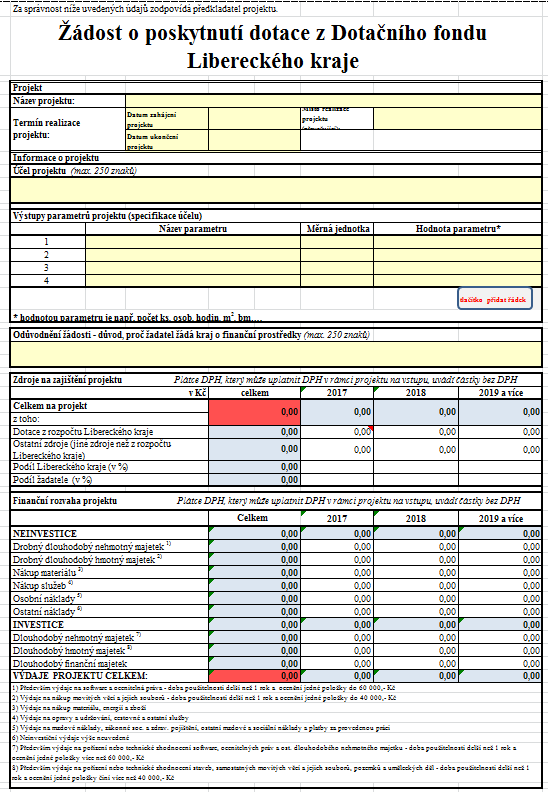 Za správnost níže uvedených údajů zodpovídá předkladatel projektu.
Žádost o poskytnutí dotace z Dotačního fondu
Libereckého kraje
Projekt
Název projektu:
Termín realizace
projektu:
Datum zahájení
projektu
Místo realizace
projektu
Datum ukončení
projektu
Informace o projektu
Účel projektu (max. 250 znaků)
Výstupy parametrů projektu (specifikace účelu)
Název parametru Měrná jednotka Hodnota parametru*
1
2
3
4
tlačítko přidat řádek
* hodnotou parametru je např. počet ks, osob, hodin, m2, bm,...
Odůvodnění žádosti - důvod, proč žadatel žádá kraj o finanční prostředky (max. 250 znaků)
Zdroje na zajištění projektu Plátce DPH, který může uplatnit DPH v rámci projektu na vstupu, uvádí částky bez DPH
v Kč celkem 2017 2018 2019 a více
Celkem na projekt 0,00 0,00 0,00 0,00
z toho:
Dotace z rozpočtu Libereckého kraje 0,00 0,00 0,00 0,00
Ostatní zdroje (jiné zdroje než z rozpočtu
Libereckého kraje) 0,00 0,00 0,00 0,00
Podíl Libereckého kraje (v %) 0,00
Podíl žadatele (v %) 0,00
Finanční rozvaha projektu Plátce DPH, který může uplatnit DPH v rámci projektu na vstupu, uvádí částky bez DPH
Celkem 2017 2018 2019 a více
NEINVESTICE 0,00 0,00 0,00 0,00
Drobný dlouhodobý nehmotný majetek 1) 0,00 0,00 0,00 0,00
Drobný dlouhodobý hmotný majetek 2) 0,00 0,00 0,00 0,00
Nákup materiálu 3) 0,00 0,00 0,00 0,00
Nákup služeb 4) 0,00 0,00 0,00 0,00
Osobní náklady 5) 0,00 0,00 0,00 0,00
Ostatní náklady 6) 0,00 0,00 0,00 0,00
INVESTICE 0,00 0,00 0,00 0,00
Dlouhodobý nehmotný majetek 7) 0,00 0,00 0,00 0,00
Dlouhodobý hmotný majetek 8) 0,00 0,00 0,00 0,00
Dlouhodobý finanční majetek 0,00 0,00 0,00 0,00
VÝDAJE PROJEKTU CELKEM: 0,00 0,00 0,00 0,00
1) Především výdaje na software a ocenitelná práva - doba použitelnosti delší než 1 rok a ocenění jedné položky do 60 000,- Kč
2) Výdaje na nákup movitých věcí a jejich souborů - doba použitelnosti delší než 1 rok a ocenění jedné položky do 40 000,- Kč
3) Výdaje na nákup materiálu, energií a zboží
4) Výdaje na opravy a udržování, cestovné a ostatní služby
5) Výdaje na mzdové náklady, zákonné soc. a zdrav. pojištění, ostatní mzdové a sociální náklady a platby za provedenou práci
6) Neinvestiční výdaje výše neuvedené
7) Především výdaje na pořízení nebo technické zhodnocení software, ocenitelných práv a ost. dlouhodobého nehmotného majetku - doba použitelnosti delší než 1 rok a
ocenění jedné položky více než 60 000,- Kč
8) Především výdaje na pořízení nebo technické zhodnocení staveb, samostatných movitých věcí a jejich souborů, pozemků a uměleckých děl - doba použitelnosti delší než 1
rok a ocenění jedné položky činí více než 40 000,- Kč